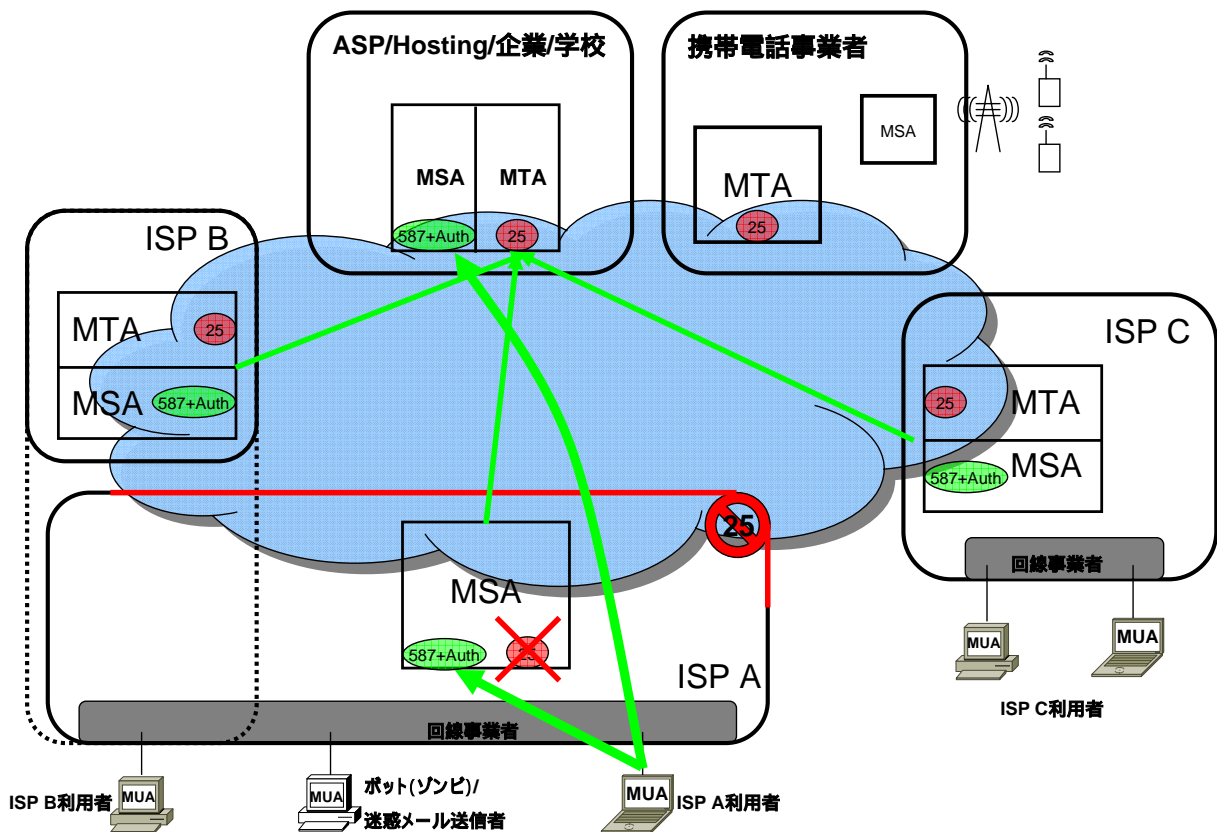 ASP/Hosting/企業/学校
携帯電話事業者
MSA
MSA
MTA
MTA
587+Auth
25
25
ISP B
MTA
25
MSA
587+Auth
ISP C
25
MTA
587+Auth
MSA
回線事業者
MUA
MUA
ISP C利用者
25
MSA
587+Auth
25
ISP A
回線事業者
ISP B利用者
MUA
MUA
ボット(ゾンビ)/
迷惑メール送信者
MUA
ISP A利用者